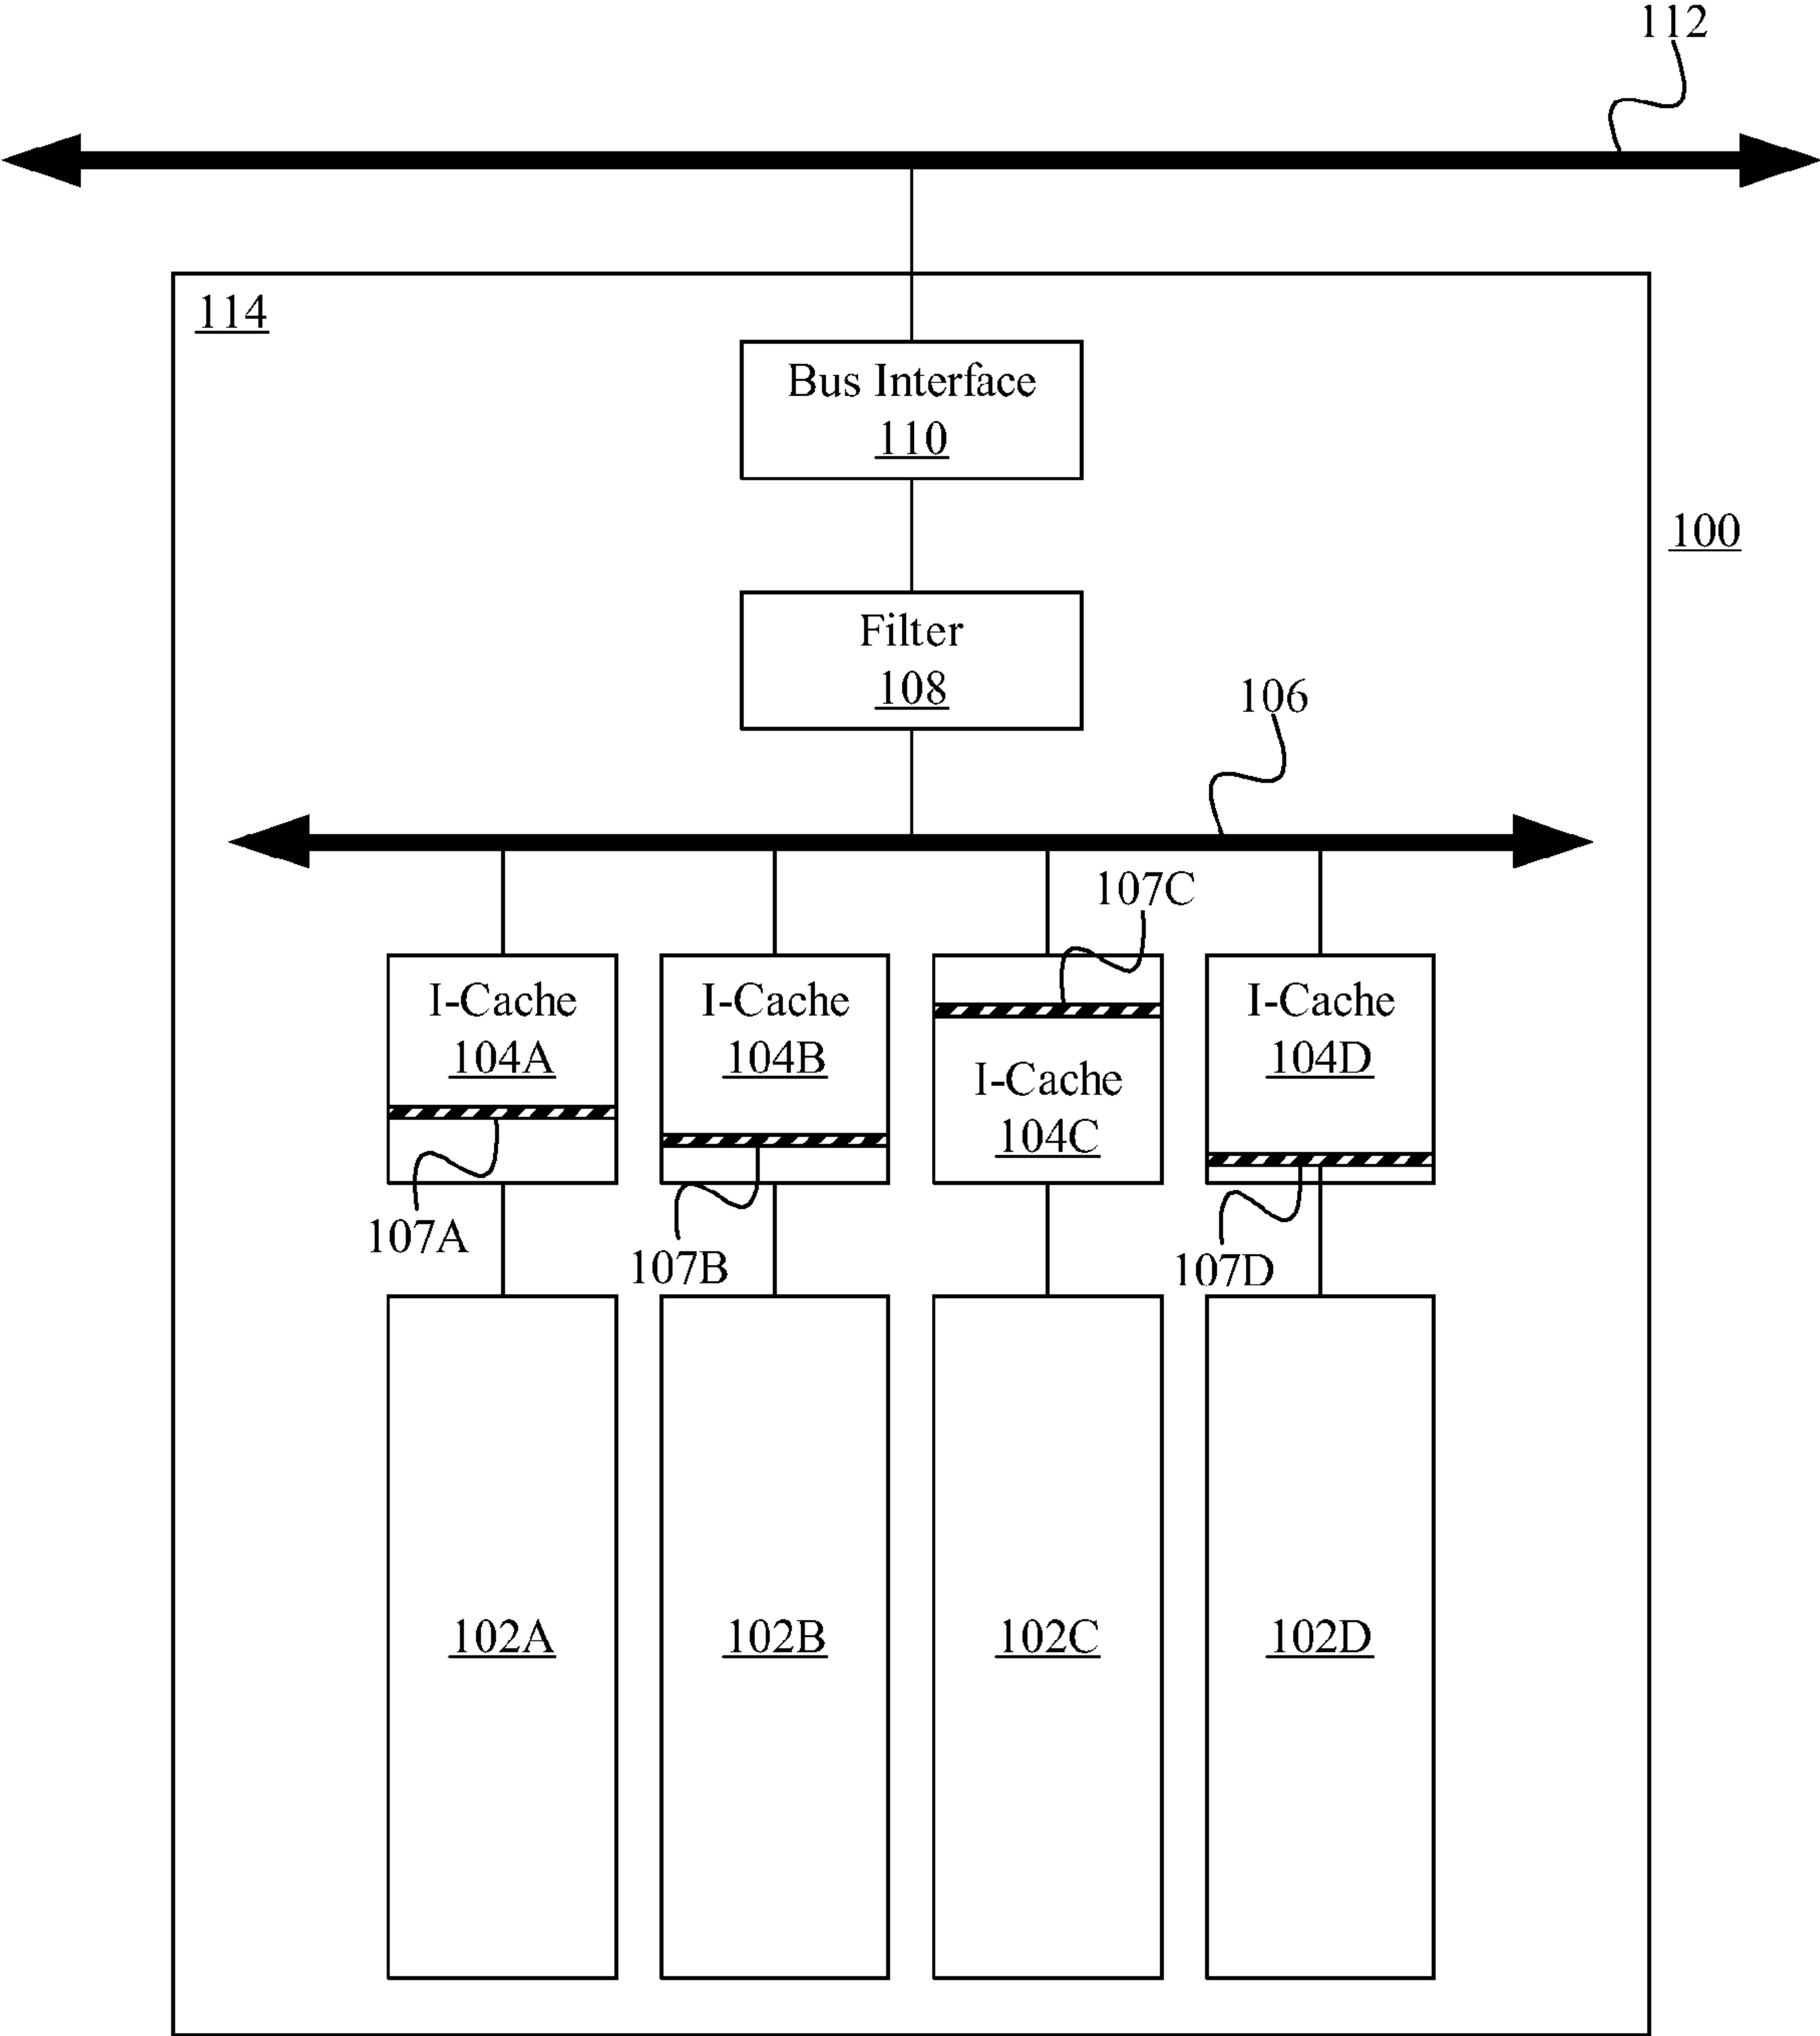 112
114
Bus Interface
110
100
Filter
108
106
107C
I-Cache
104A
I-Cache
104B
I-Cache
104C
I-Cache
104D
107A
107B
107D
102A
102B
102C
102D